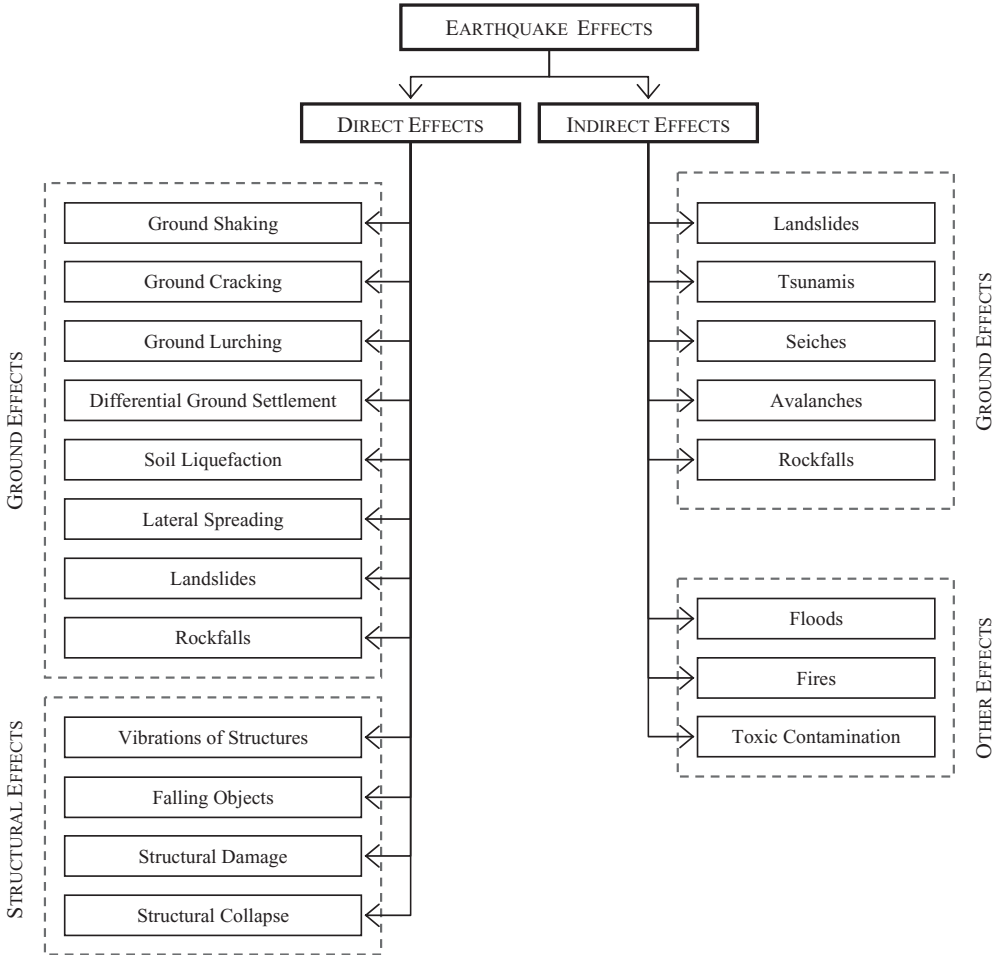 EARTHQUAKE EFFECTS
DIRECT EFFECTS
INDIRECT EFFECTS
GROUND EFFECTS
Ground Shaking
Ground Cracking
Ground Lurching
Differential Ground Settlement
Soil Liquefaction
Lateral Spreading
Landslides
Rockfalls
STRUCTURAL EFFECTS
Vibrations of Structures
Falling Objects
Structural Damage
Structural Collapse
Landslides
Tsunamis
Seiches
Avalanches
Rockfalls
GROUND EFFECTS
Floods
Fires
Toxic Contamination
OTHER EFFECTS